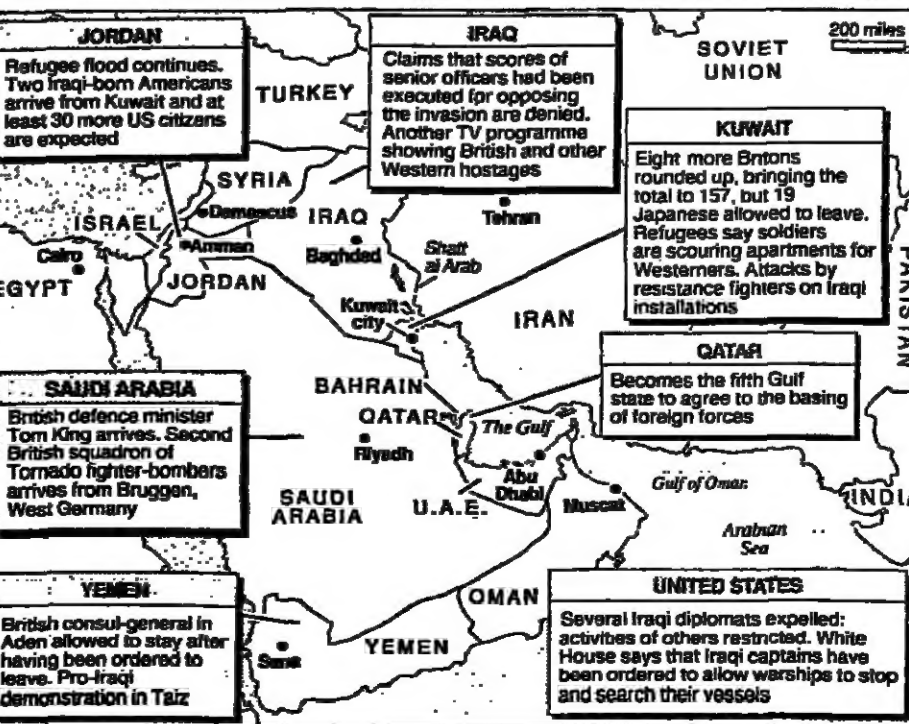 JORDAN
Refugee flood continues.
Two Iraqi-born Americans
arrive from Kuwait and at
least 30 more US citizens
are expected
IRAQ
Claims that scores of
senior officers had been
executed for opposing
the invasion are denied.
Another TV programme
showing British and other
Western hostages
200 miles
SOVIET
UNION
TURKEY
KUWAIT
Eight more Britons
rounded up, bringing the
total to 157, but 19
Japanese allowed to leave.
Refugees say soldiers
are scouring apartments for
Westerners. Attacks by
resistance fighters on Iraqi
installations
SYRIA
Damascus
IRAQ
Tehran
ISRAEL
Amman
Baghdad
Shatt
al Arab
Cairo
EGYPT
JORDAN
Kuwait
city
IRAN
PAKISTAN
QATAR
Becomes the fifth Gulf
state to agree to the basing
of foreign forces
SAUDI ARABIA
British defence minister
Tom King arrives. Second
British squadron of
Tornado fighter-bombers
arrives from Bruggen,
West Germany
BAHRAIN
QATAR
The Gulf
Riyadh
Abu
Dhabi
Gulf of Oman
SAUDI
ARABIA
U.A.E.
Muscat
INDIA
Arabian
Sea
YEMEN
British consul-general in
Aden allowed to stay after
having been ordered to
leave. Pro-Iraqi
demonstration in Taiz
OMAN
YEMEN
Sana
UNITED STATES
Several Iraqi diplomats expelled:
activities of others restricted. White
House says that Iraqi captains have
been ordered to allow warships to stop
and search their vessels